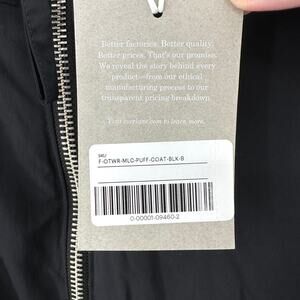 Better factories. Better quality.
Better prices. That's our promise.
We reveal the story behind every
product—from our ethical
manufacturing process to our
transparent pricing breakdown.
Visit everlane.com to learn more.
SKU
F-OTWR-MLC-PUFF-COAT-BLK-B
0-00001-09460-2